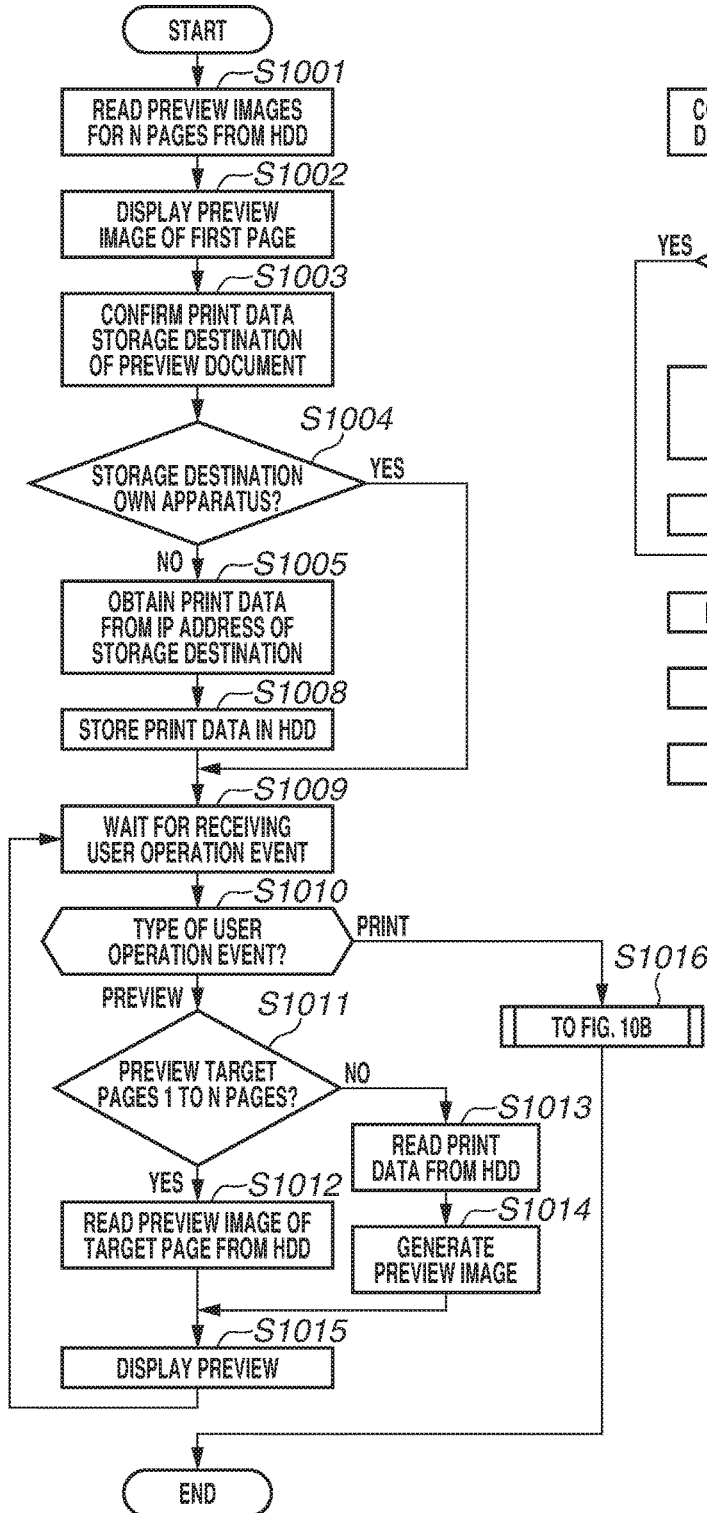 START
S1001
READ PREVIEW IMAGES
FOR N PAGES FROM HDD
S1002
DISPLAY PREVIEW
IMAGE OF FIRST PAGE
S1003
CONFIRM PRINT DATA
STORAGE DESTINATION
OF PREVIEW DOCUMENT
S1004
STORAGE DESTINATION
OWN APPARATUS?
YES
NO
S1005
OBTAIN PRINT DATA
FROM IP ADDRESS OF
STORAGE DESTINATION
S1008
STORE PRINT DATA IN HDD
S1009
WAIT FOR RECEIVING
USER OPERATION EVENT
S1010
TYPE OF USER
OPERATION EVENT?
PRINT
PREVIEW
S1016
TO FIG. 10B
S1011
PREVIEW TARGET
PAGES 1 TO N PAGES?
NO
YES
S1012
READ PREVIEW IMAGE OF
TARGET PAGE FROM HDD
S1013
READ PRINT
DATA FROM HDD
S1014
GENERATE
PREVIEW IMAGE
S1015
DISPLAY PREVIEW
END
YES